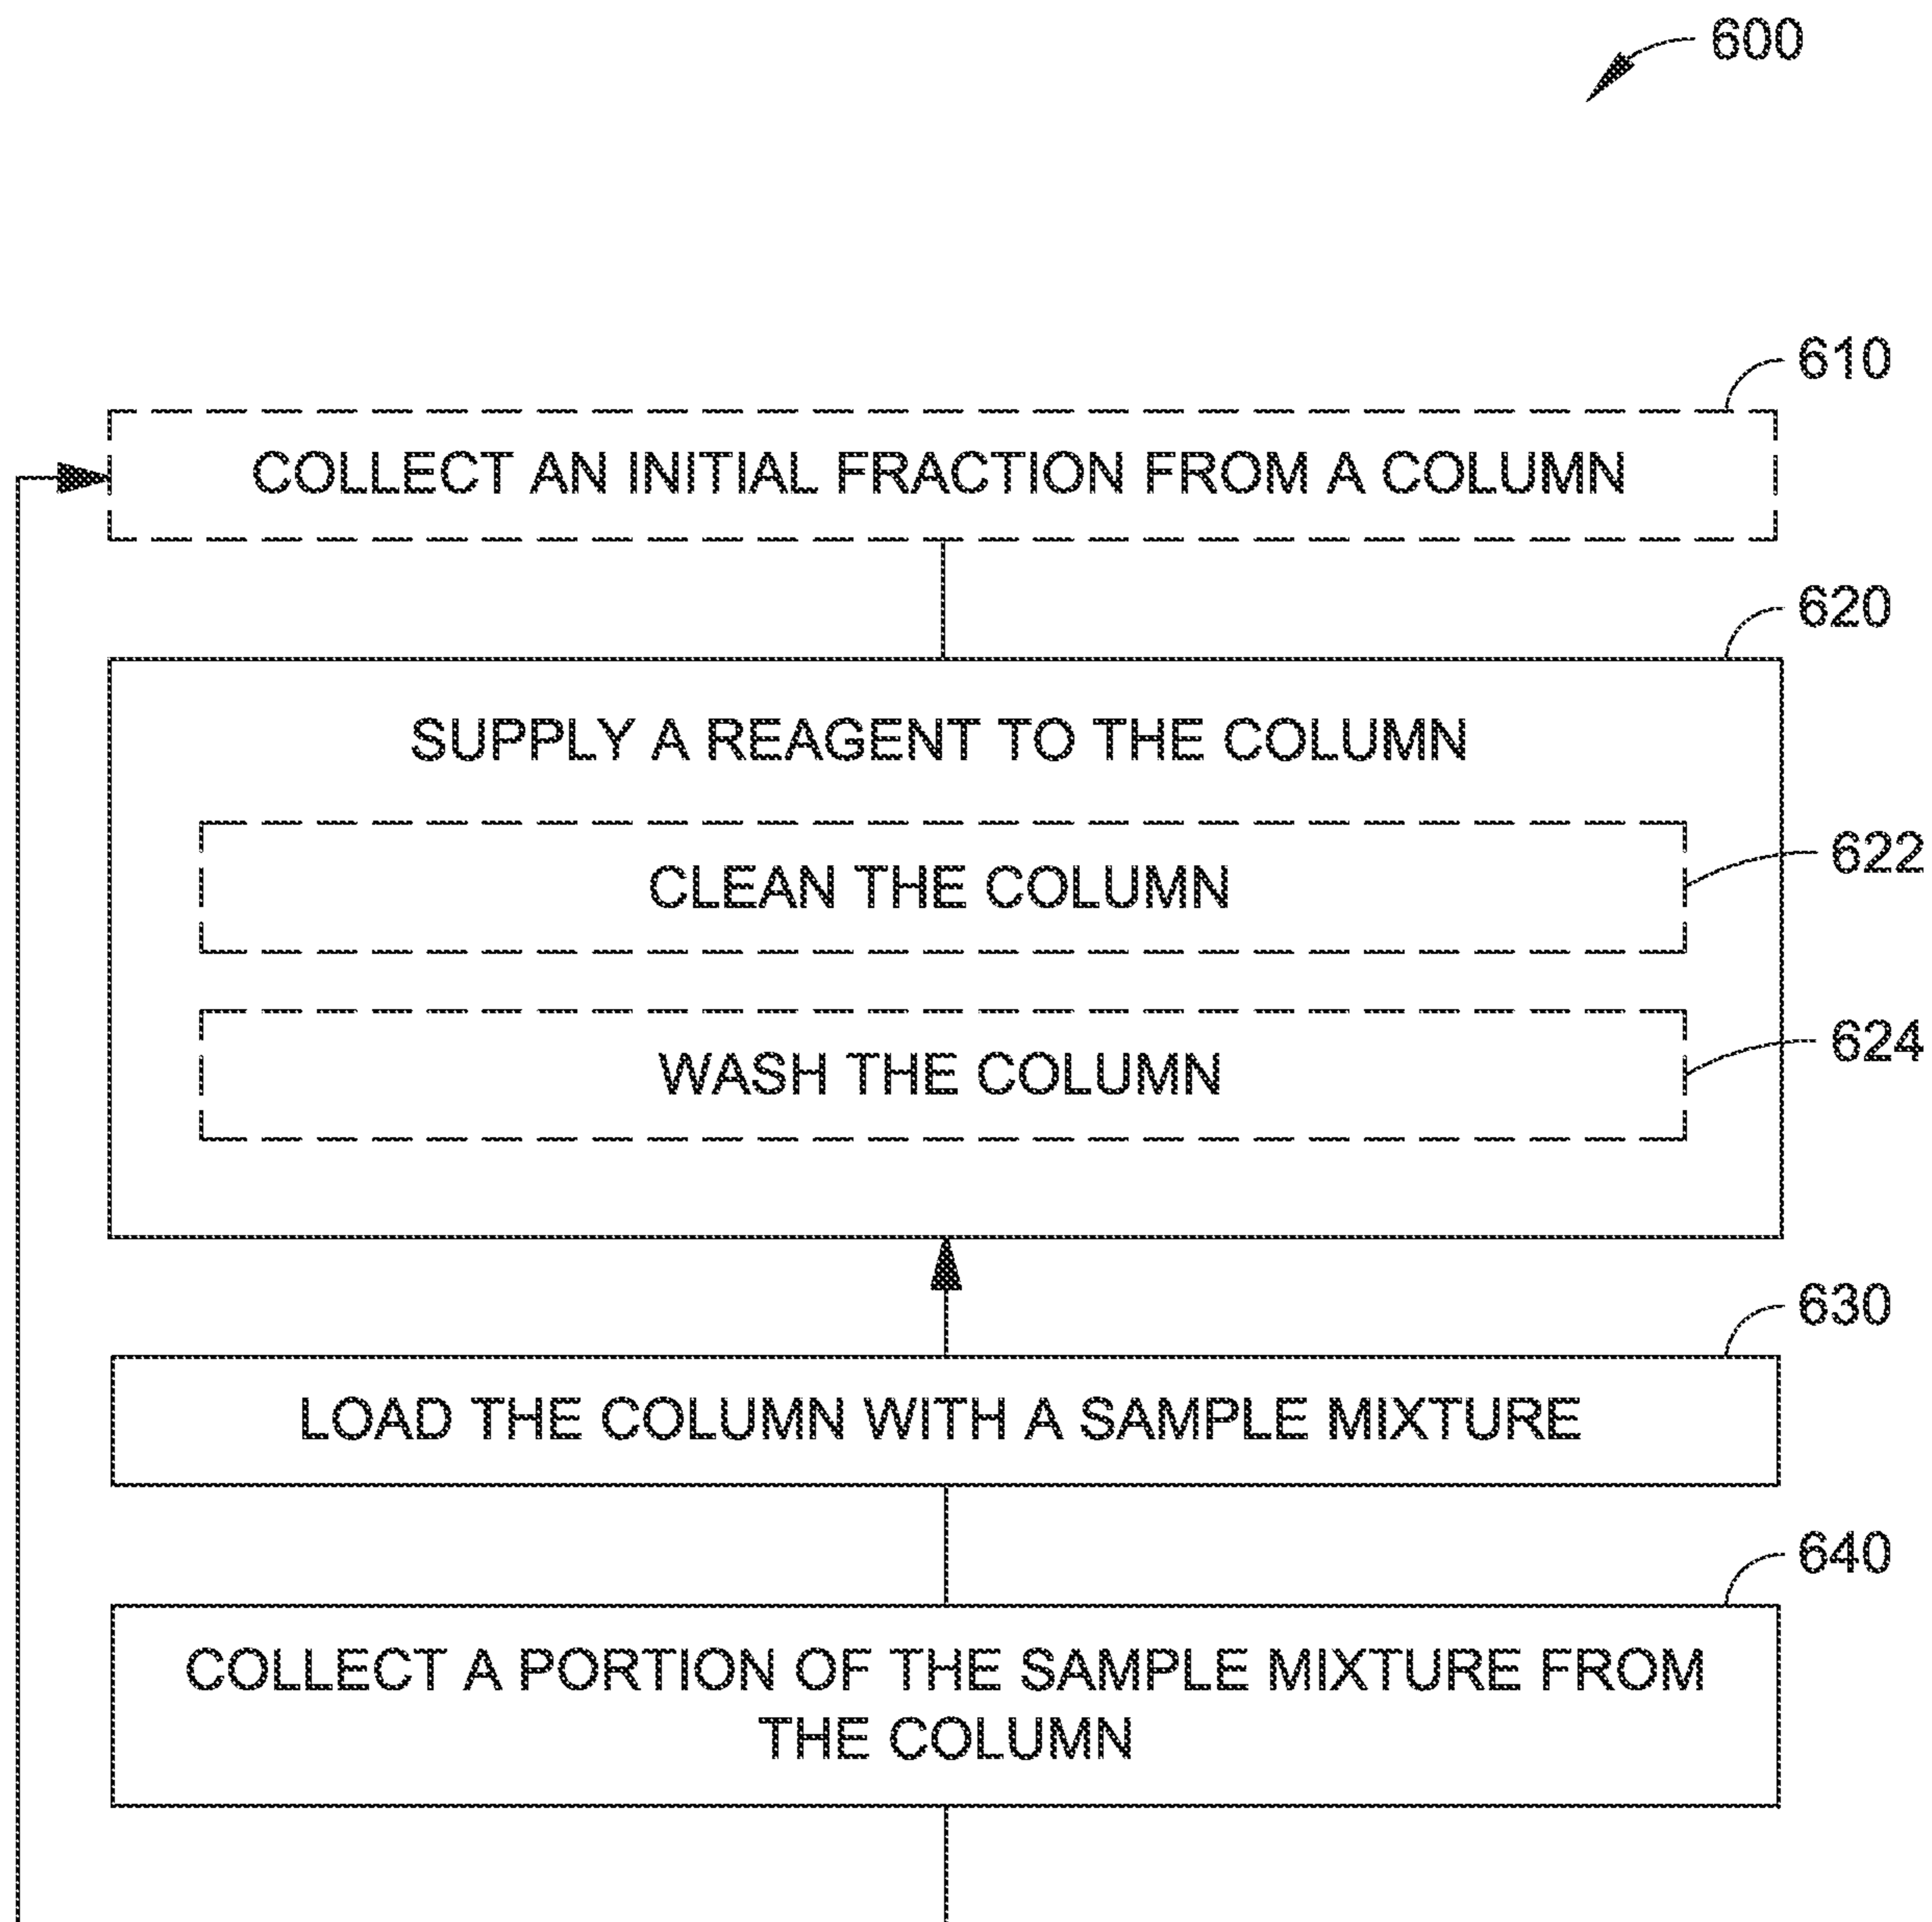 600
610
COLLECT AN INITIAL FRACTION FROM A COLUMN
620
SUPPLY A REAGENT TO THE COLUMN
CLEAN THE COLUMN
622
WASH THE COLUMN
624
630
LOAD THE COLUMN WITH A SAMPLE MIXTURE
640
COLLECT A PORTION OF THE SAMPLE MIXTURE FROM
THE COLUMN